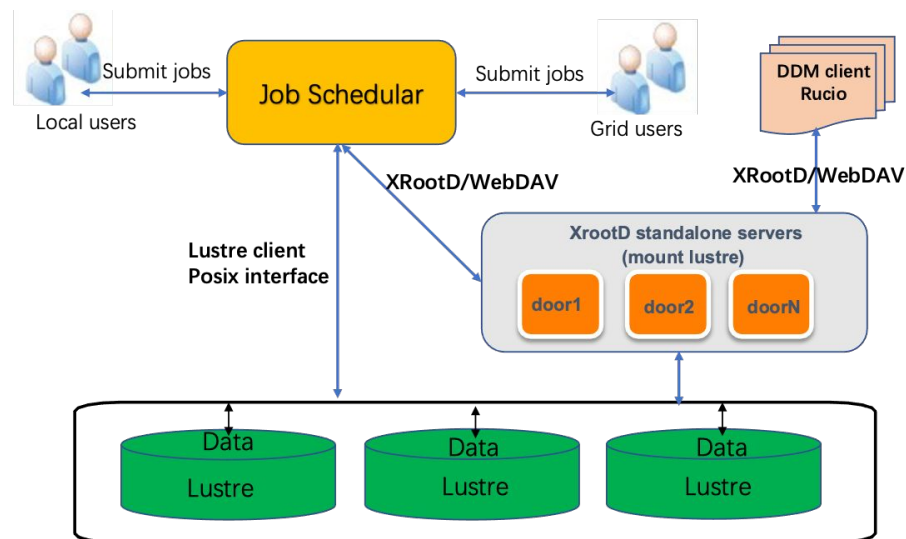 Submit jobs
Local users
Job Schedular
Submit jobs
Grid users
DDM client
Rucio
XRootD/WebDAV
XRootD/WebDAV
Lustre client
Posix interface
XrootD standalone servers
(mount lustre)
door1
door2
doorN
Data
Lustre
Data
Lustre
Data
Lustre